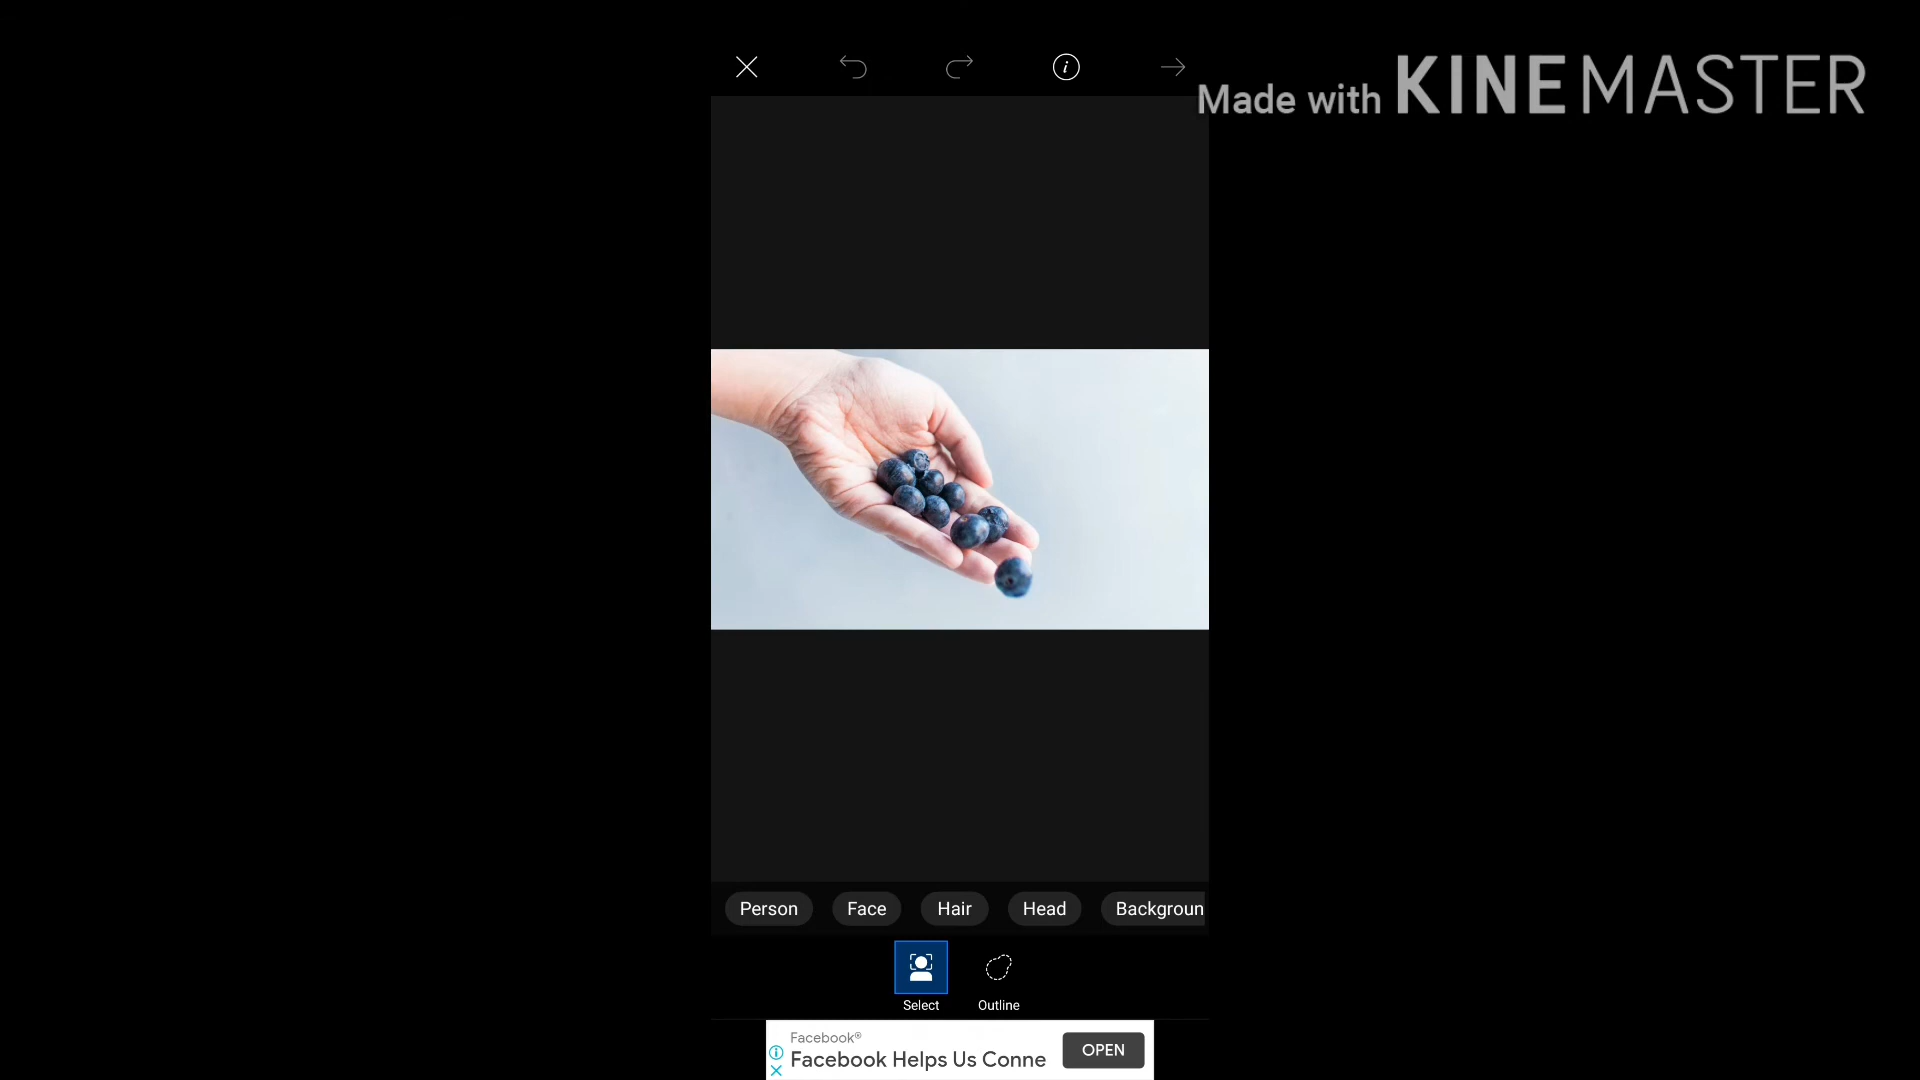 Made with KINEMASTER
Person Face Hair Head Backgroun
Select Outline
Facebook®
Facebook Helps Us Conne
OPEN